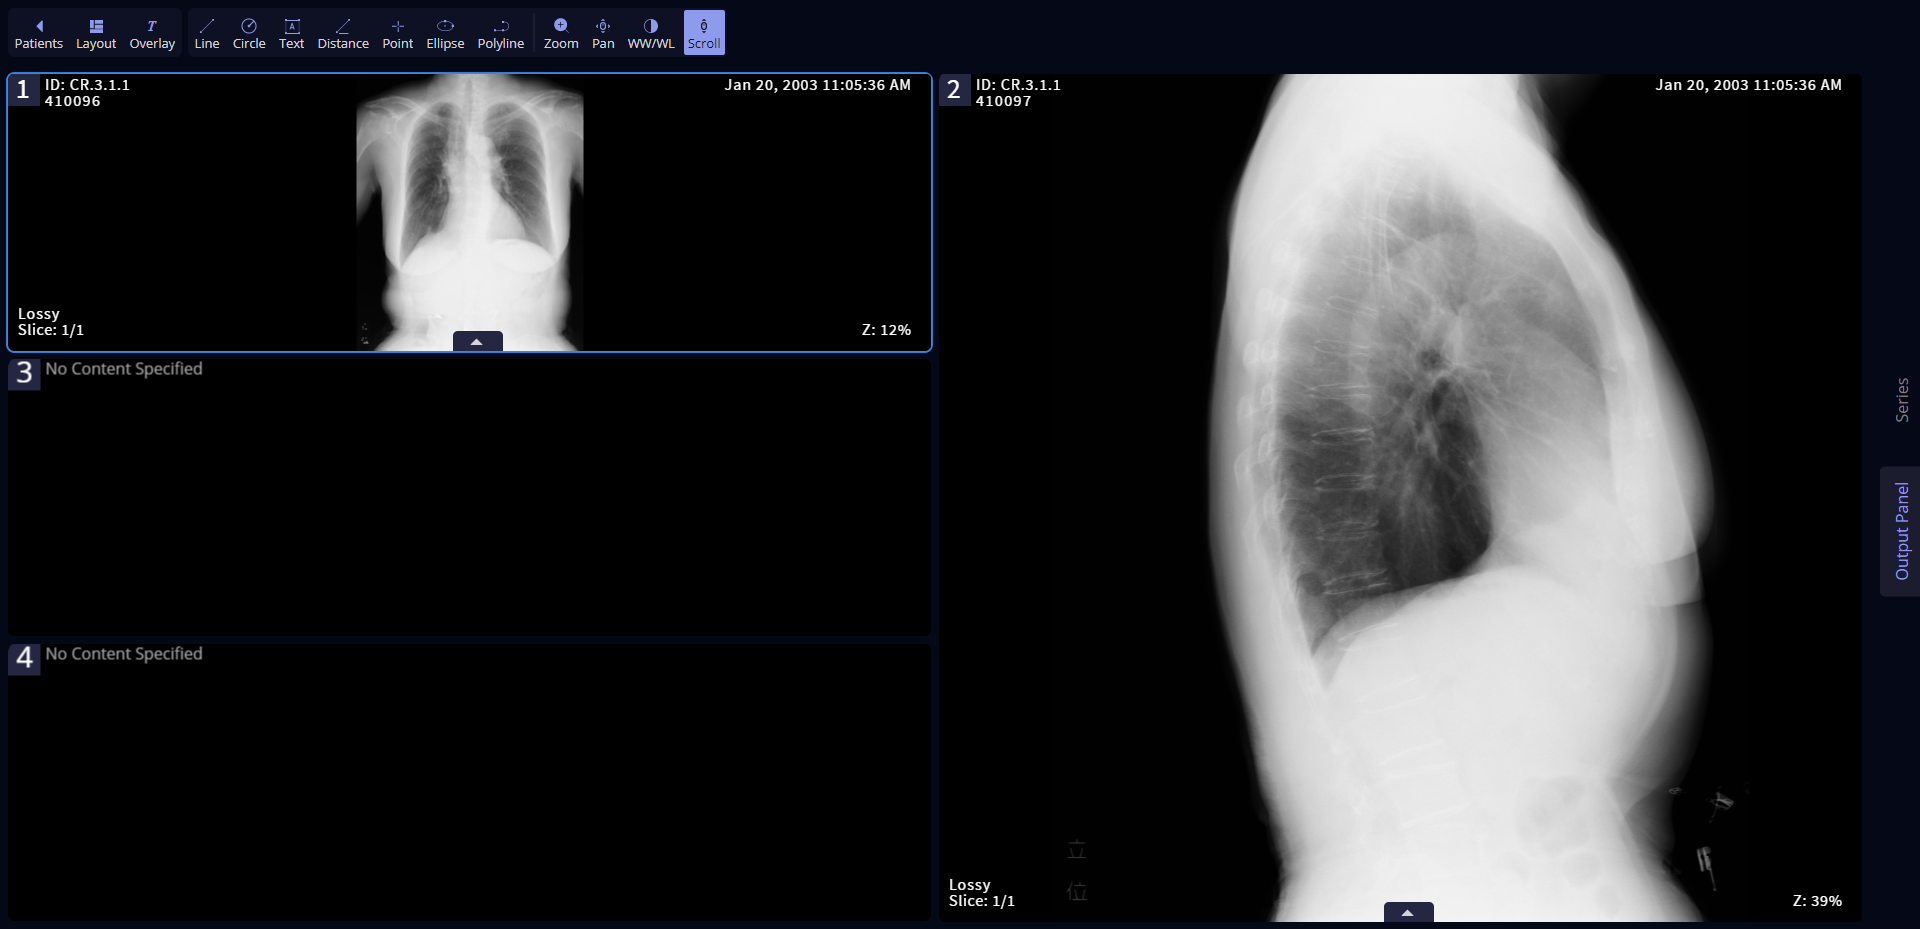 Patients
Layout
Overlay
Line
Circle
Text
Distance
Point
Ellipse
Polyline
Zoom
Pan
WW/WL
Scroll
1
ID: CR.3.1.1
410096
Jan 20, 2003 11:05:36 AM
Lossy
Slice: 1/1
Z: 12%
2
ID: CR.3.1.1
410097
Jan 20, 2003 11:05:36 AM
立
位
Lossy
Slice: 1/1
Z: 39%
3
No Content Specified
4
No Content Specified
Series
Output Panel